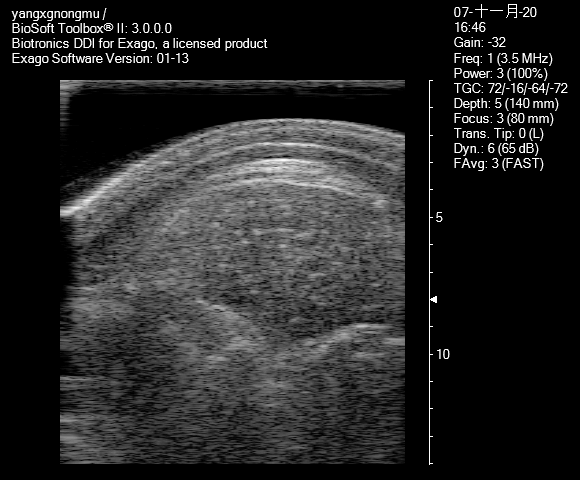 yangxgnongmu /
BioSoft Toolbox® II: 3.0.0.0
Biotronics DDI for Exago, a licensed product
Exago Software Version: 01-13
07-十一月-20
16:46
Gain: -32
Freq: 1 (3.5 MHz)
Power: 3 (100%)
TGC: 72/-16/-64/-72
Depth: 5 (140 mm)
Focus: 3 (80 mm)
Trans. Tip: 0 (L)
Dyn.: 6 (65 dB)
FAvg: 3 (FAST)
5
10